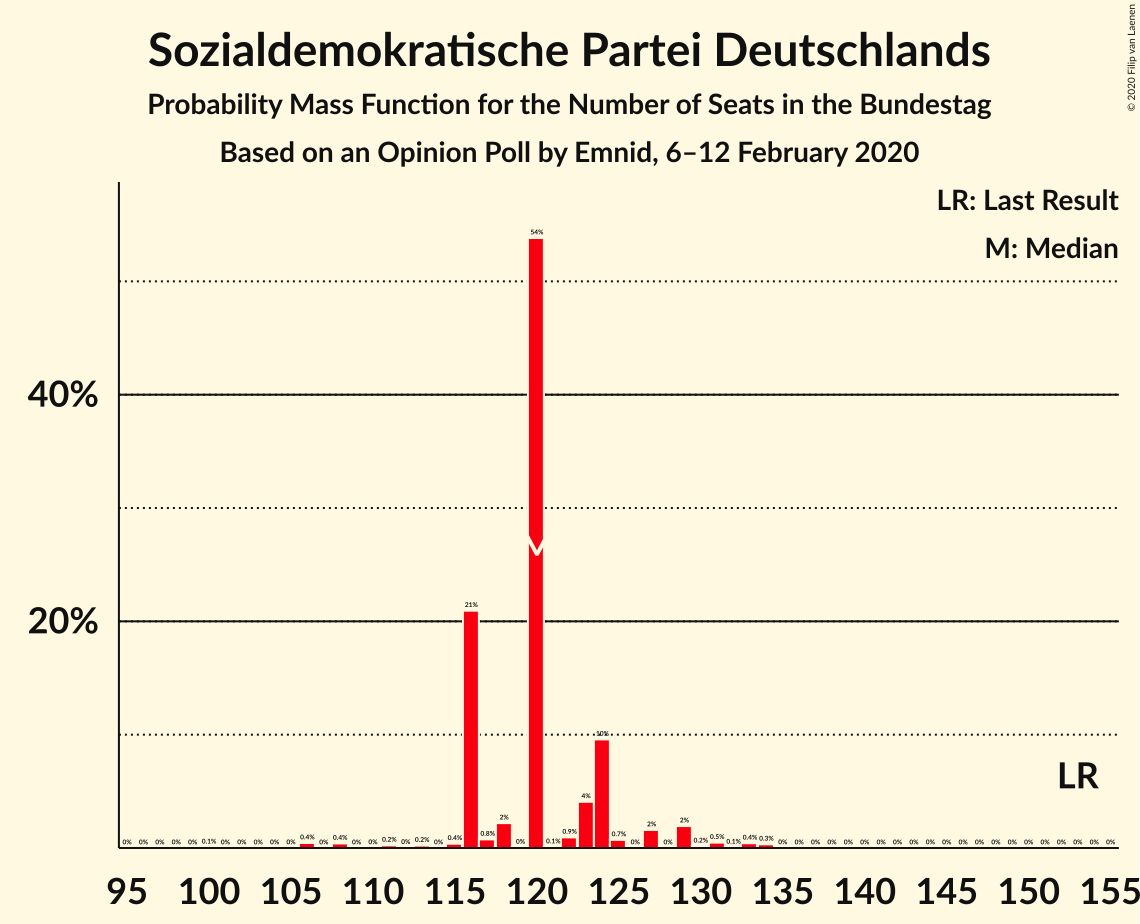 Sozialdemokratische Partei Deutschlands
Probability Mass Function for the Number of Seats in the Bundestag
Based on an Opinion Poll by Emnid, 6–12 February 2020
© 2020 Filip van Laenen
LR: Last Result
M: Median
54%
40%
M
21%
20%
10%
LR
4%
2% 2% 2%
0% 0% 0% 0% 0% 0.1% 0% 0% 0% 0% 0% 0.4% 0% 0.4% 0% 0% 0.2% 0% 0.2% 0% 0.4% 0.8% 0% 0.1% 0.9% 0.7% 0% 0% 0.2% 0.5% 0.1% 0.4% 0.3% 0% 0% 0% 0% 0% 0% 0% 0% 0% 0% 0% 0% 0% 0% 0% 0% 0% 0% 0% 0% 0%
95 100 105 110 115 120 125 130 135 140 145 150 155